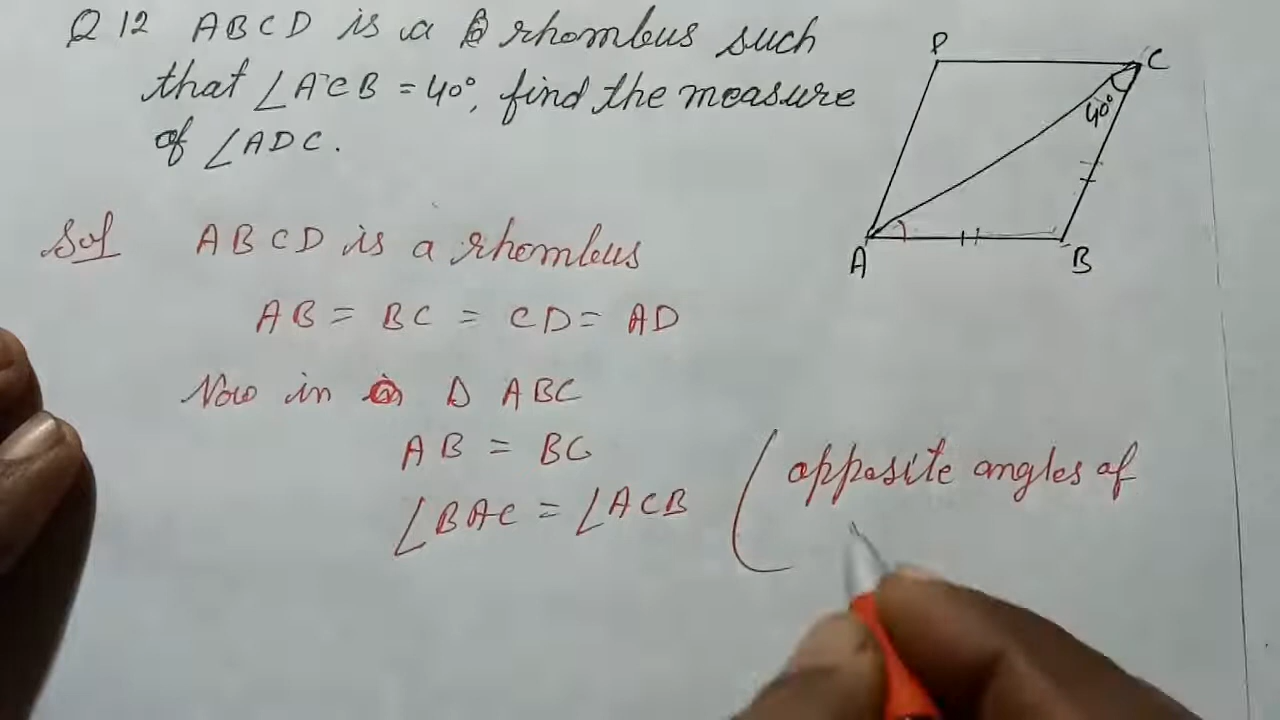 Q 12 ABCD is a rhombus such
that ∠ACB = 40°, find the measure
of ∠ADC.
P
C
40°
A
B
Sol ABCD is a rhombus
AB = BC = CD = AD
Now in Δ ABC
AB = BC
∠BAC = ∠ACB ( opposite angles of